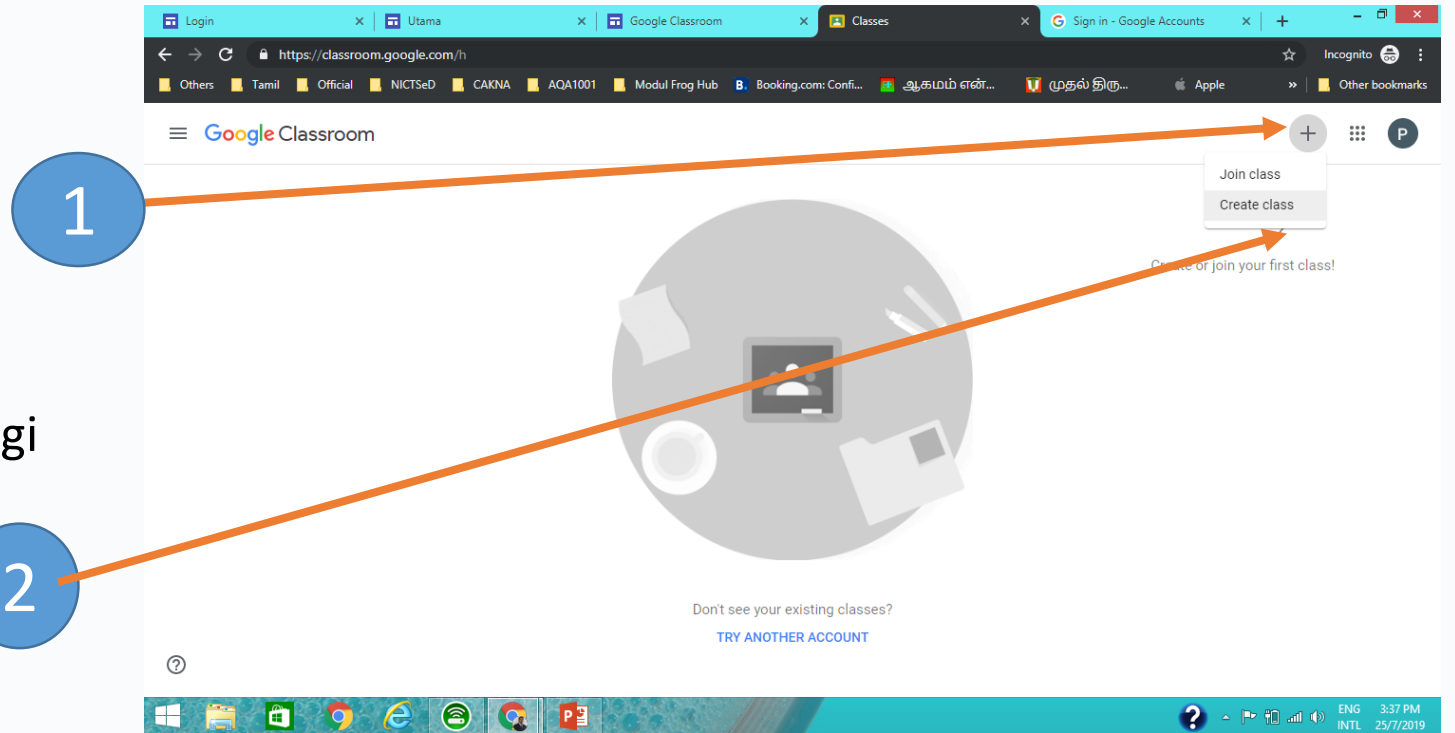 Login
Utama
Google Classroom
Classes
Sign in - Google Accounts
https://classroom.google.com/h
Incognito
Others
Tamil
Official
NICTSeD
CAKNA
AQA1001
Modul Frog Hub
B. Booking.com: Confi...
ஆகமம் என்...
முதல் திரு...
Apple
»
Other bookmarks
Google Classroom
P
Join class
Create class
1
Create or join your first class!
gi
2
Don't see your existing classes?
TRY ANOTHER ACCOUNT
ENG 3:37 PM
INTL 25/7/2019